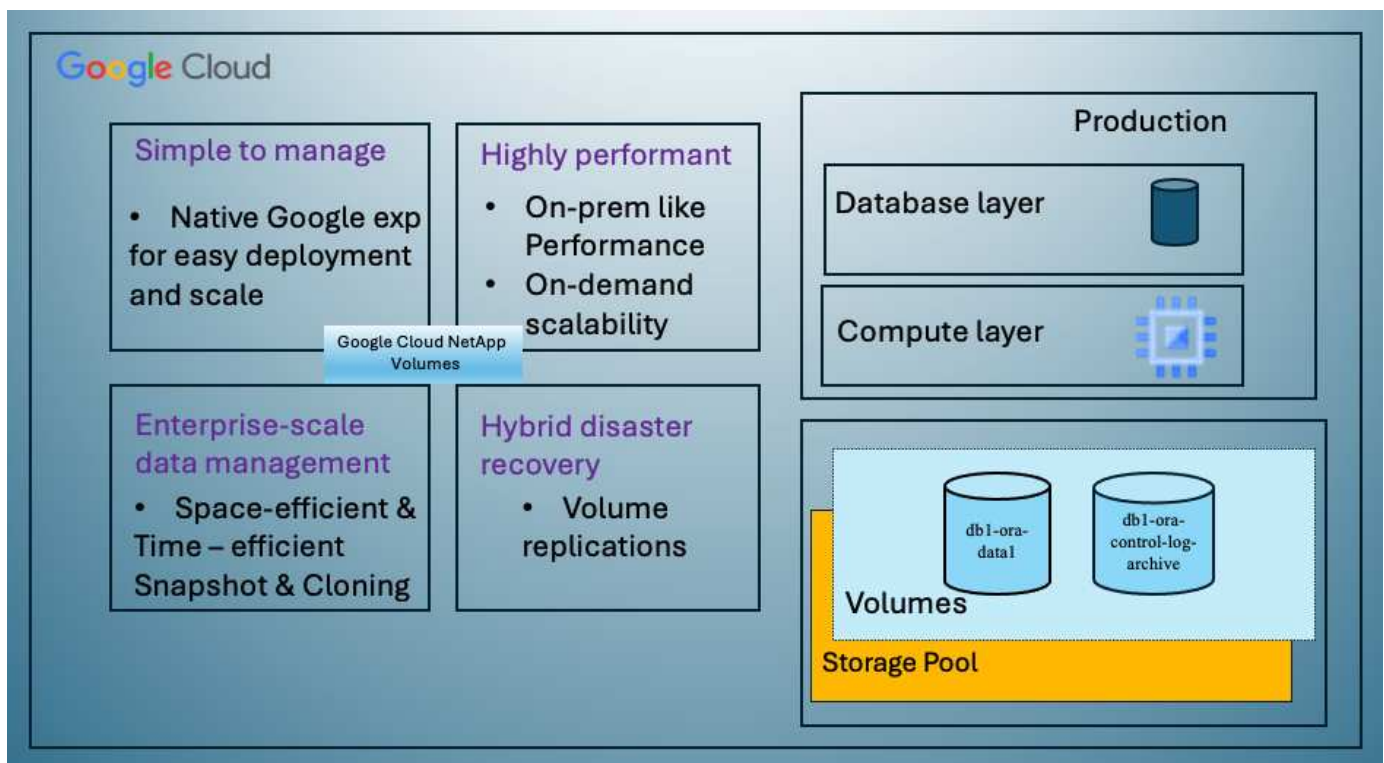 Google Cloud
Simple to manage
• Native Google exp
for easy deployment
and scale
Highly performant
• On-prem like
Performance
• On-demand
scalability
Google Cloud NetApp
Volumes
Enterprise-scale
data management
• Space-efficient &
Time – efficient
Snapshot & Cloning
Hybrid disaster
recovery
• Volume
replications
Production
Database layer
Compute layer
db1-ora-
data1
db1-ora-
control-log-
archive
Volumes
Storage Pool